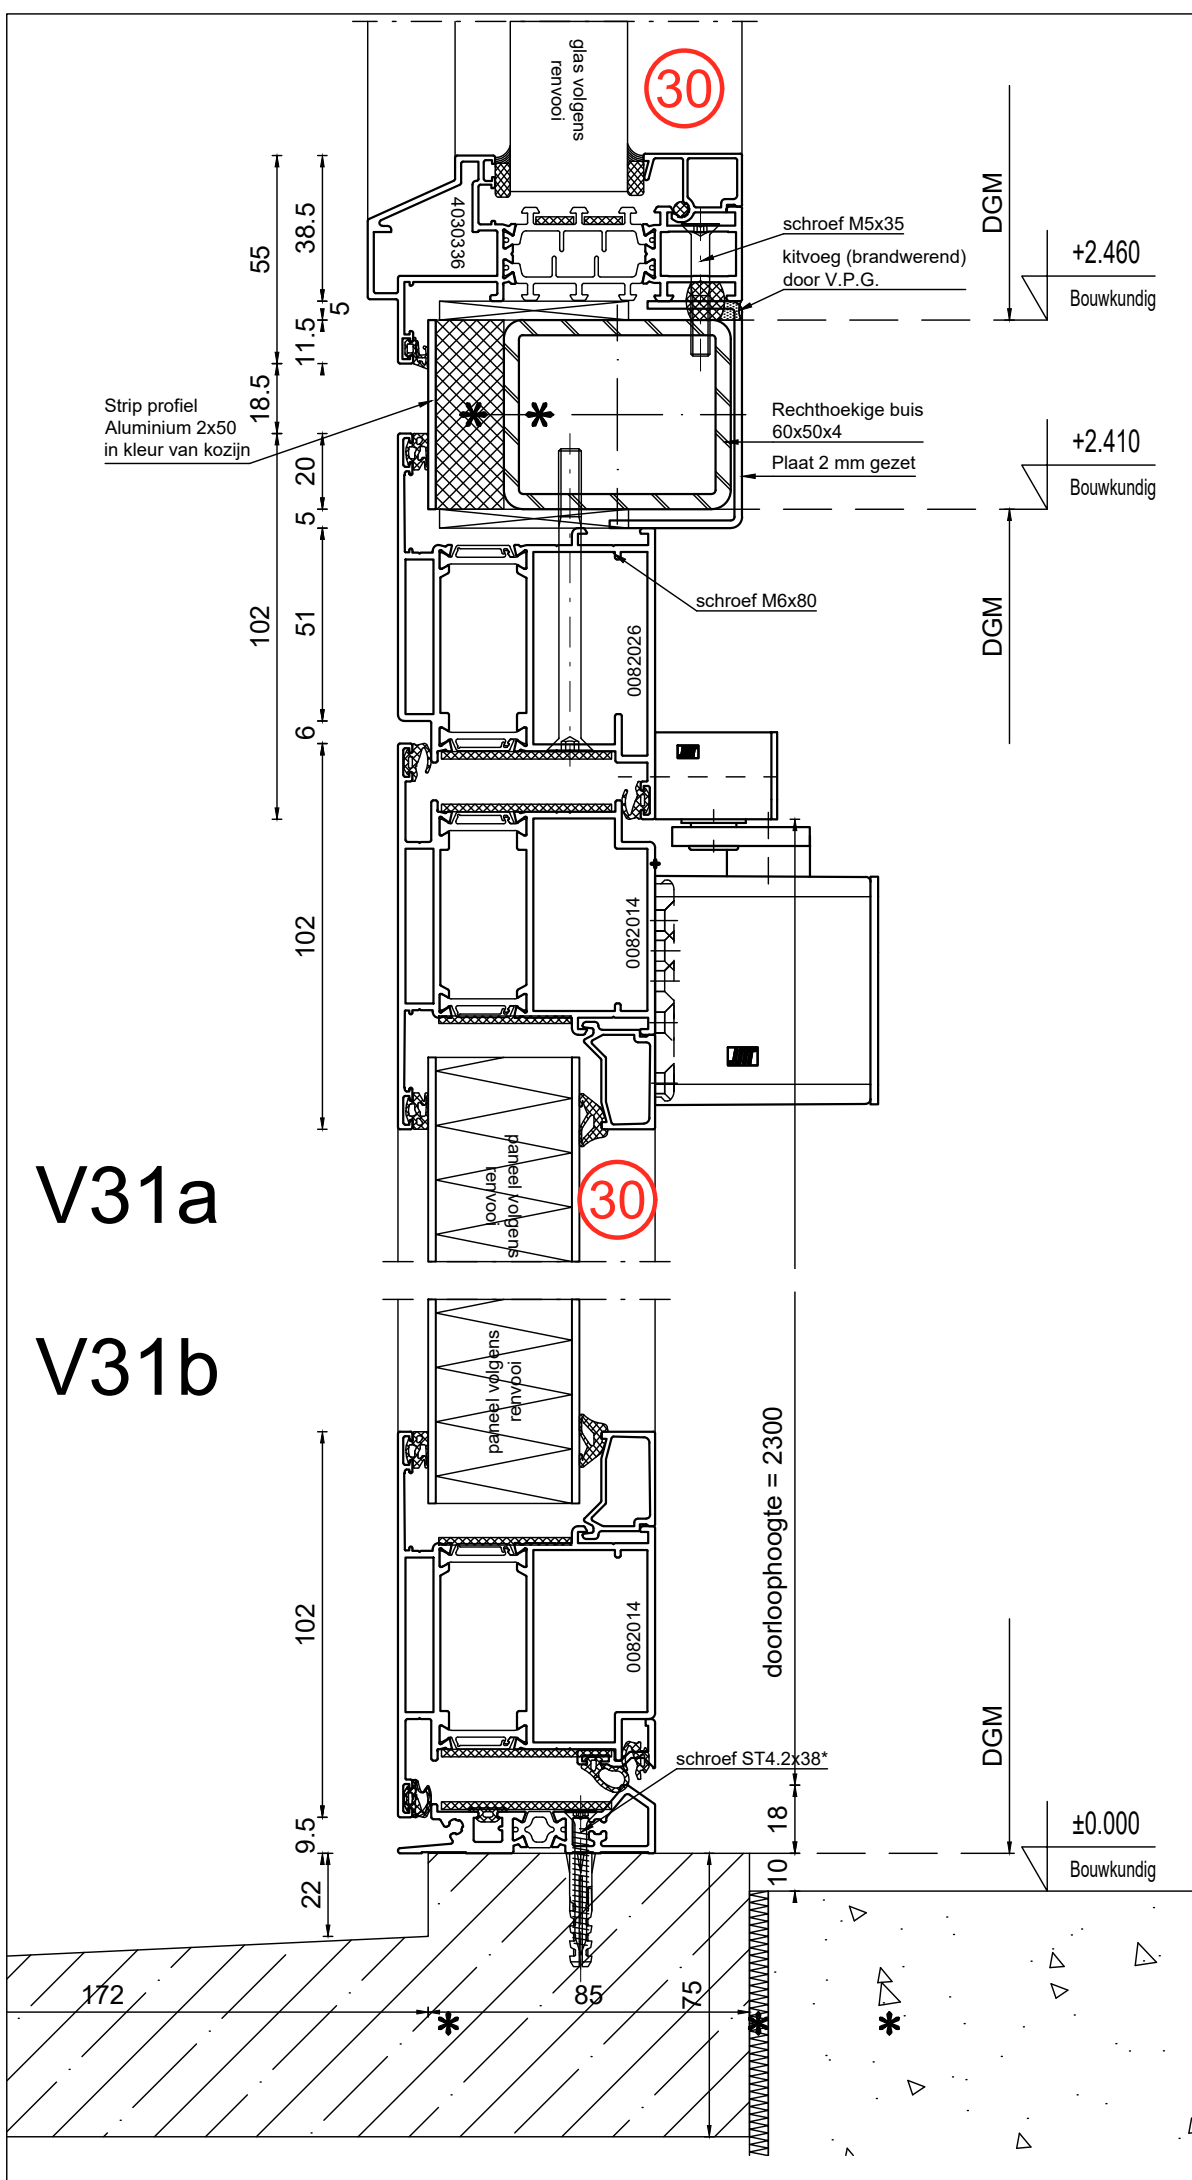 glas volgens
renvooi
30
4030336
55
38.5
5
11.5
18.5
20
5
102
51
6
102
schroef M5x35
kitvoeg (brandwerend)
door V.P.G.
DGM
+2.460
Bouwkundig
Strip profiel
Aluminium 2x50
in kleur van kozijn
Rechthoekige buis
60x50x4
Plaat 2 mm gezet
+2.410
Bouwkundig
schroef M6x80
DGM
0082026
0082014
paneel volgens
renvooi
30
V31a
V31b
paneel volgens
renvooi
102
0082014
doorloophoogte = 2300
schroef ST4.2x38*
DGM
9.5
22
18
10
±0.000
Bouwkundig
172
85
75